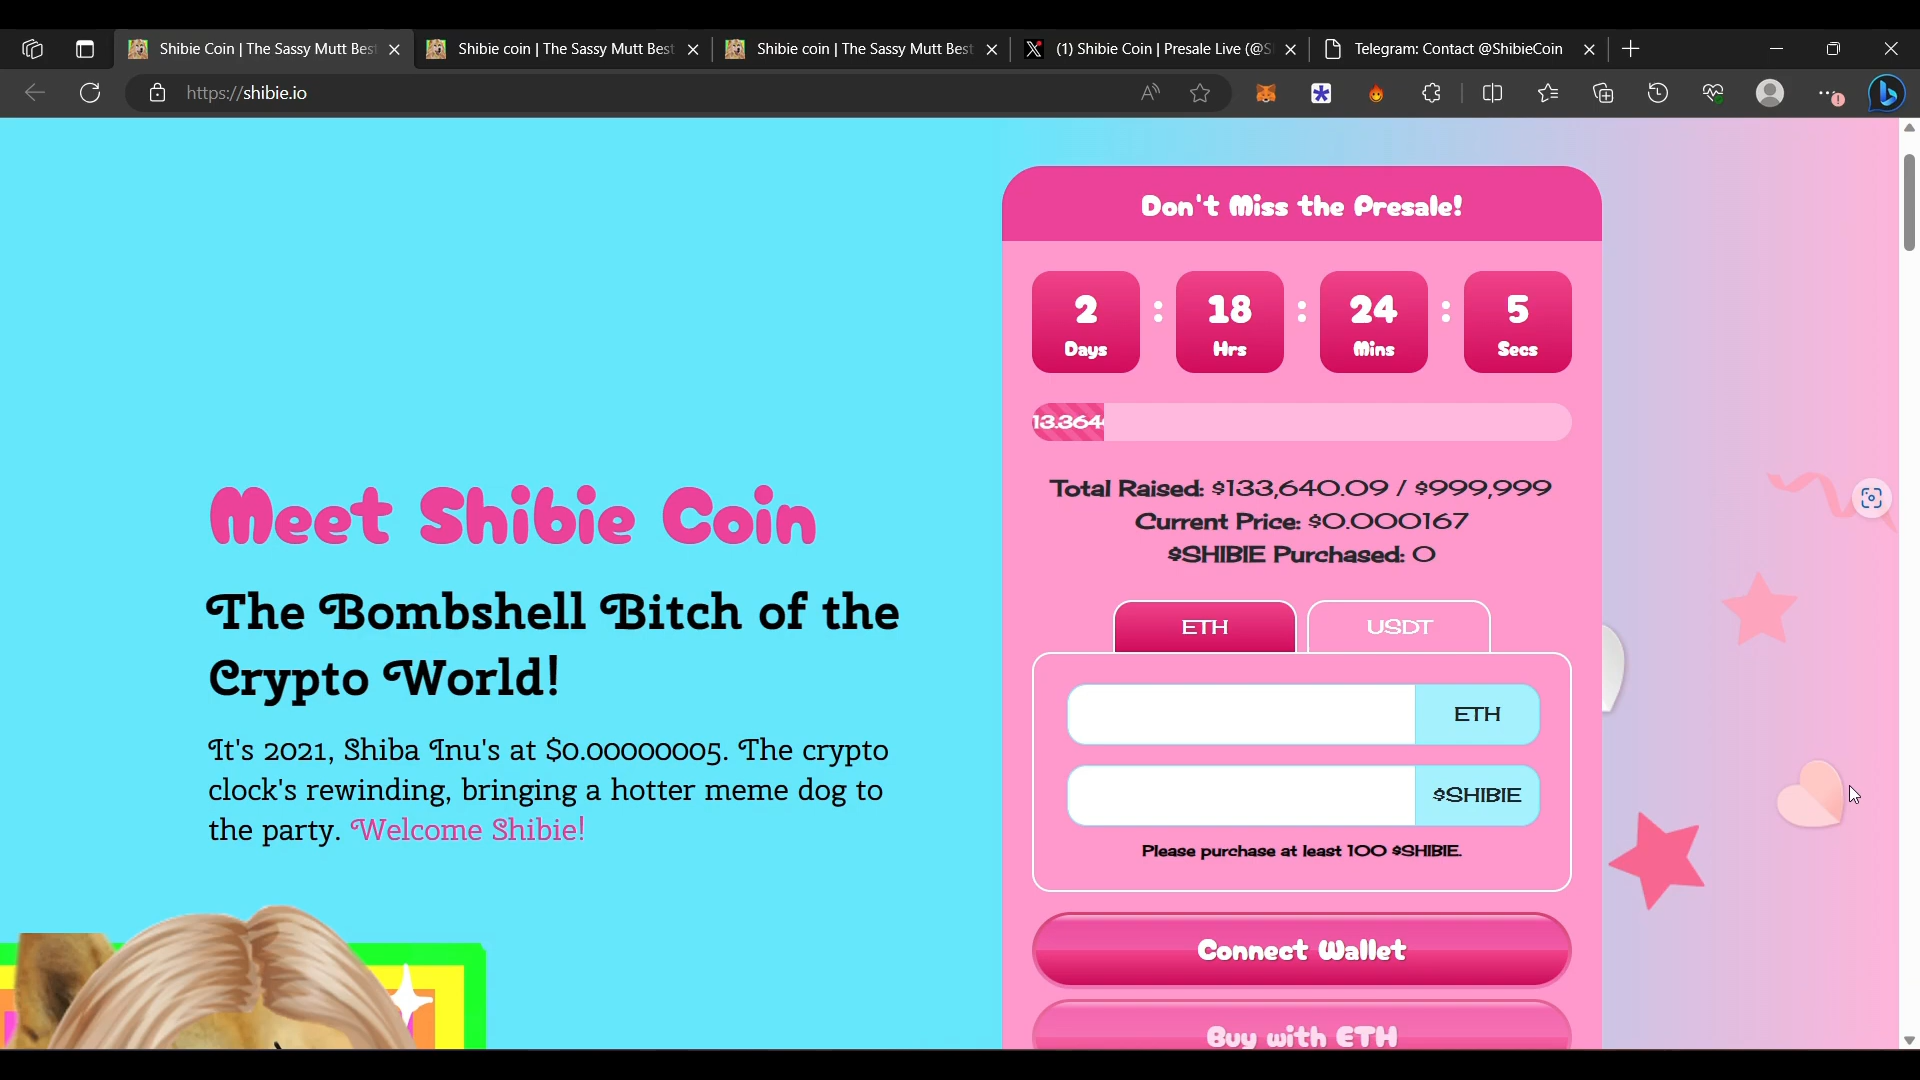 Shibie Coin | The Sassy Mutt Best
Shibie coin | The Sassy Mutt Best
Shibie coin | The Sassy Mutt Best
(1) Shibie Coin | Presale Live (@S
Telegram: Contact @ShibieCoin
https://shibie.io
Don't Miss the Presale!
2 : 18 : 24 : 5
Days Hrs Mins Secs
13.364
Total Raised: $133,640.09 / $999,999
Current Price: $0.000167
$SHIBIE Purchased: 0
ETH USDT
ETH
$SHIBIE
Please purchase at least 100 $SHIBIE.
Connect Wallet
Buy with ETH
Meet Shibie Coin
The Bombshell Bitch of the
Crypto World!
It's 2021, Shiba Inu's at $0.00000005. The crypto
clock's rewinding, bringing a hotter meme dog to
the party. Welcome Shibie!